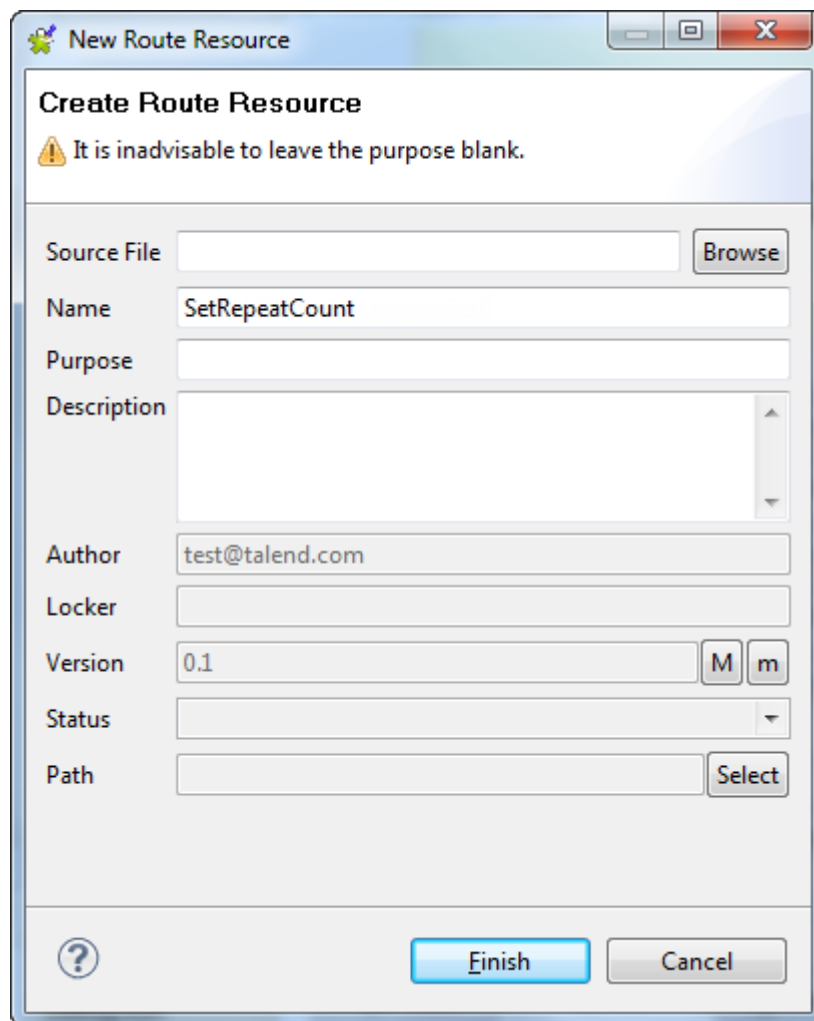 New Route Resource
Create Route Resource
It is inadvisable to leave the purpose blank.
Source File Browse
Name SetRepeatCount
Purpose
Description
Author test@talend.com
Locker
Version 0.1 M m
Status
Path Select
? Finish Cancel